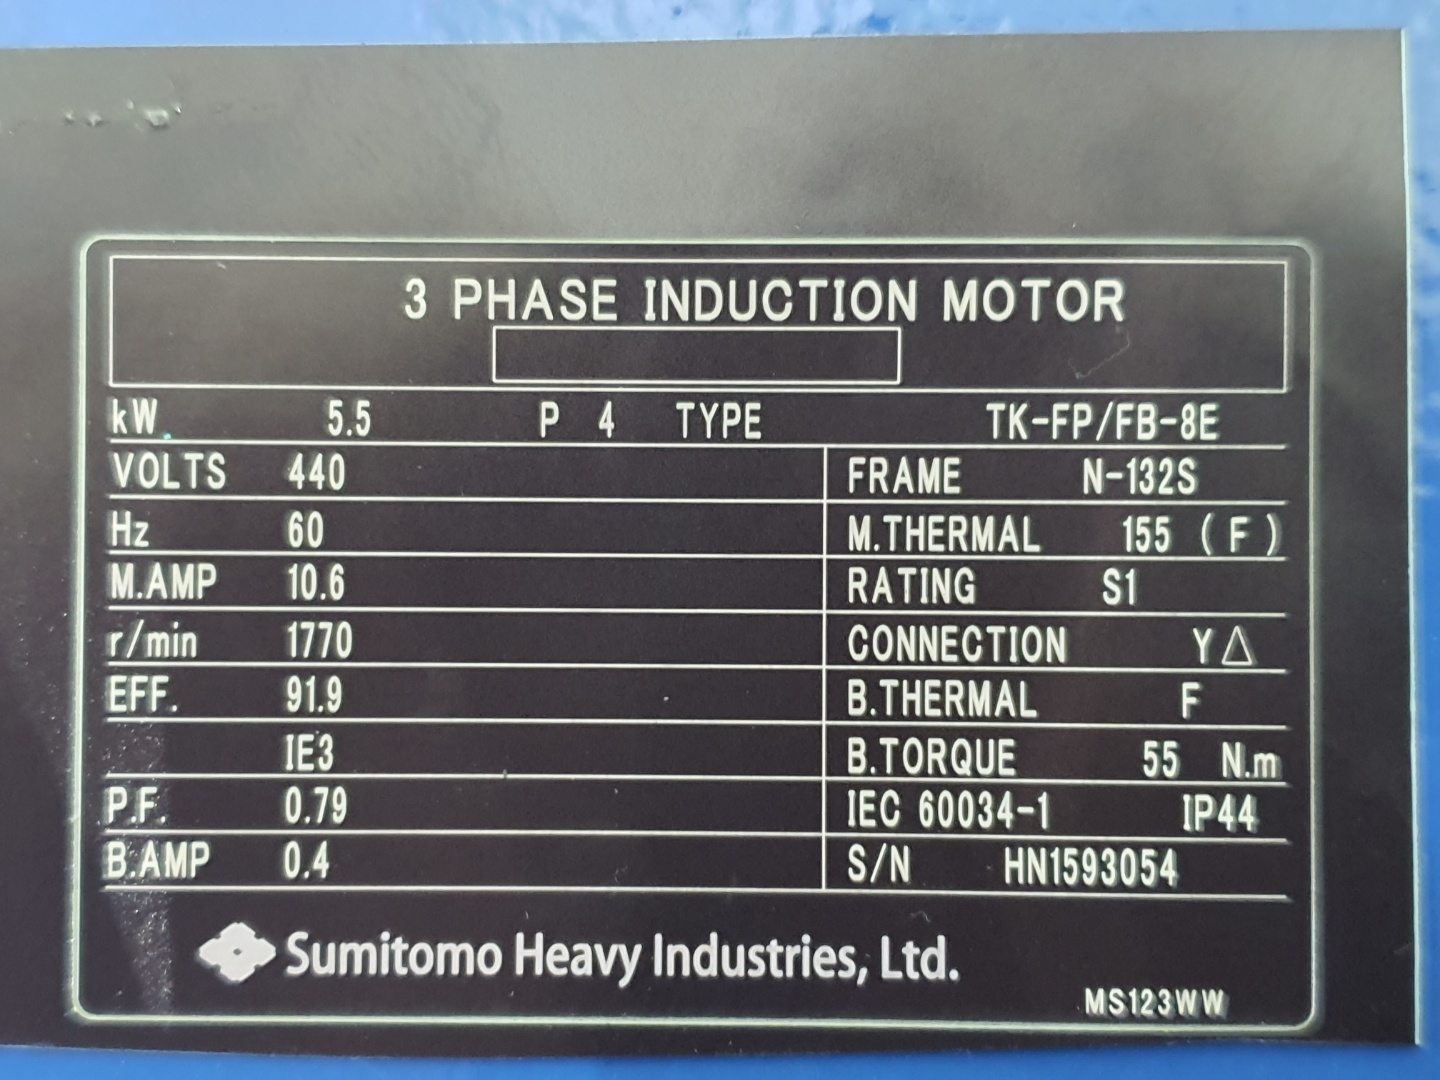 3 PHASE INDUCTION MOTOR
kW 5.5 P 4 TYPE TK-FP/FB-8E
VOLTS 440 FRAME N-132S
Hz 60 M.THERMAL 155 (F)
M.AMP 10.6 RATING S1
r/min 1770 CONNECTION Y△
EFF. 91.9 B.THERMAL F
IE3 B.TORQUE 55 N.m
P.F. 0.79 IEC 60034-1 IP44
B.AMP 0.4 S/N HN1593054
Sumitomo Heavy Industries, Ltd.
MS123WW